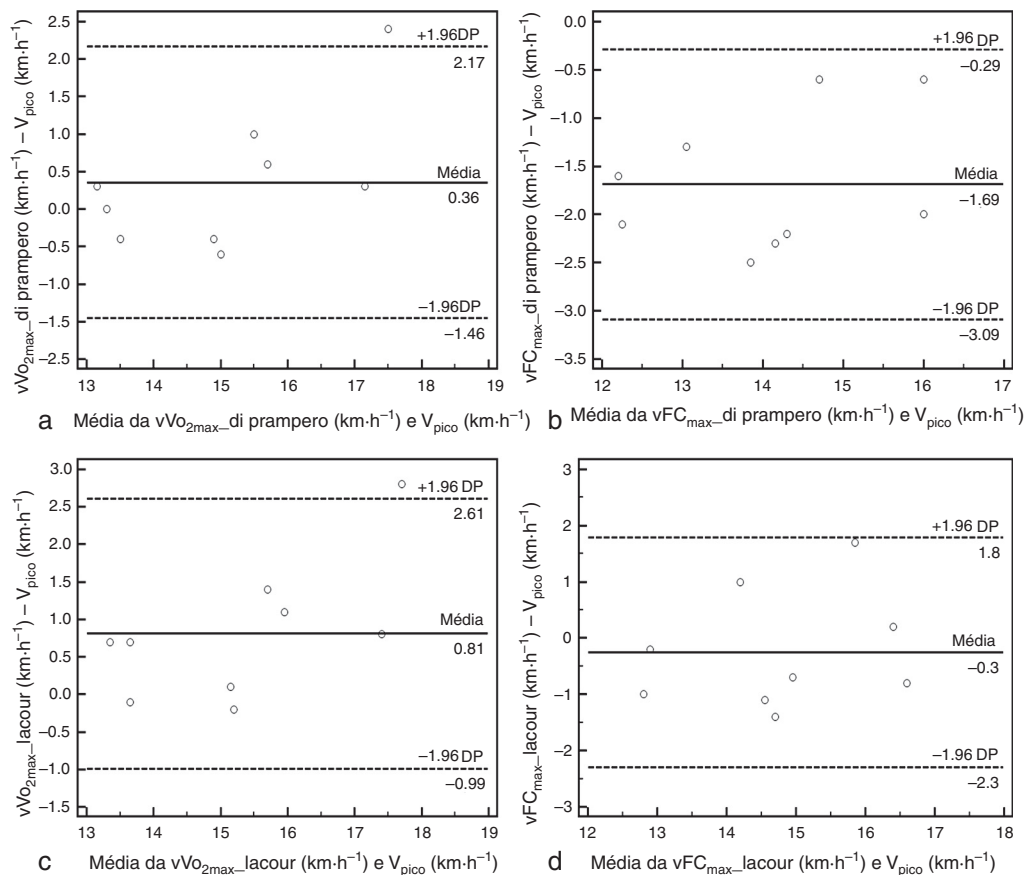 vVo2max_di prampero (km·h–1) – Vpico (km·h–1)
2.5
2.0
1.5
1.0
0.5
0.0
–0.5
–1.0
–1.5
–2.0
–2.5
+1.96DP
2.17
Média
0.36
–1.96DP
–1.46
13 14 15 16 17 18 19
a Média da vVo2max_di prampero (km·h–1) e Vpico (km·h–1)
vFCmax_di prampero (km·h–1) – Vpico (km·h–1)
–0.0
–0.5
–1.0
–1.5
–2.0
–2.5
–3.0
–3.5
+1.96 DP
–0.29
Média
–1.69
–1.96 DP
–3.09
12 13 14 15 16 17
b Média da vFCmax_di prampero (km·h–1) e Vpico (km·h–1)
vVo2max_lacour (km·h–1) – Vpico (km·h–1)
3.0
2.5
2.0
1.5
1.0
0.5
0.0
–0.5
–1.0
–1.5
+1.96 DP
2.61
Média
0.81
–1.96 DP
–0.99
13 14 15 16 17 18 19
c Média da vVo2max_lacour (km·h–1) e Vpico (km·h–1)
vFCmax_lacour (km·h–1) – Vpico (km·h–1)
3
2
1
0
–1
–2
–3
+1.96 DP
1.8
Média
–0.3
–1.96 DP
–2.3
12 13 14 15 16 17 18
d Média da vFCmax_lacour (km·h–1) e Vpico (km·h–1)